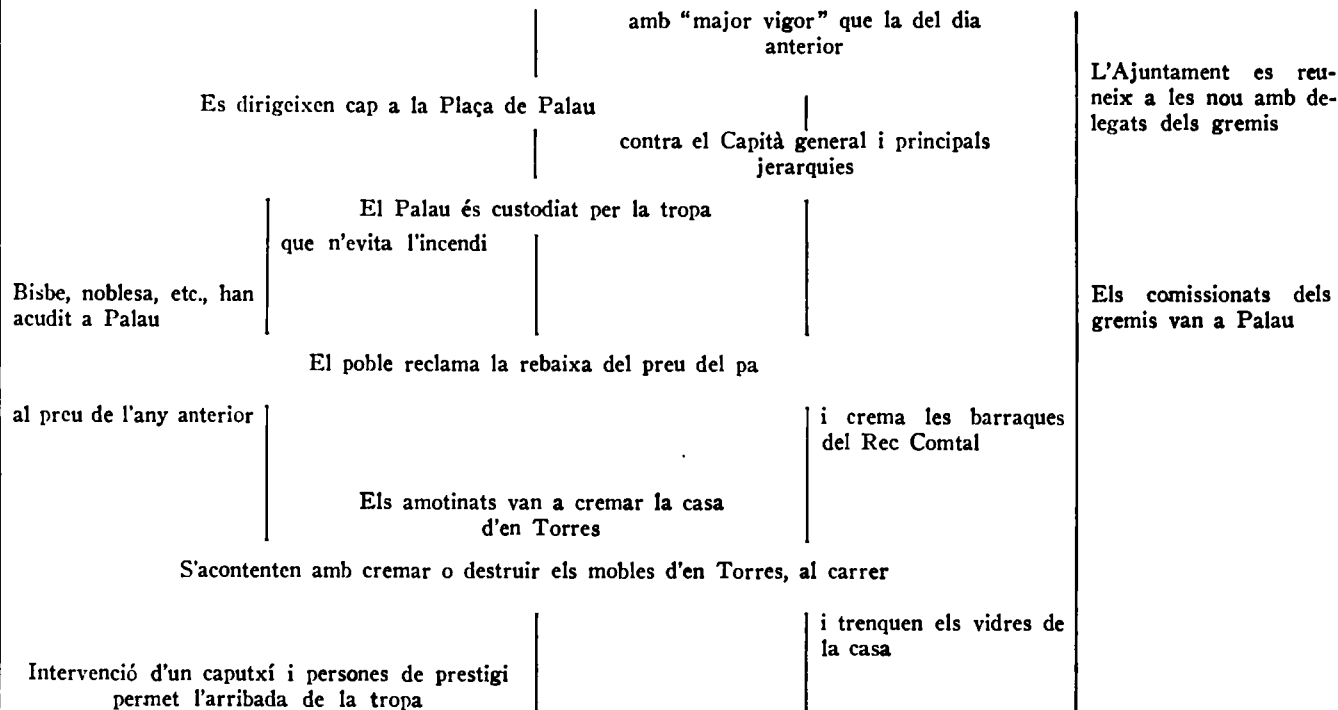 amb “major vigor” que la del dia
anterior
L'Ajuntament es reu-
neix a les nou amb de-
legats dels gremis
Es dirigeixen cap a la Plaça de Palau
contra el Capità general i principals
jerarquies
El Palau és custodiat per la tropa
que n'evita l'incendi
Bisbe, noblesa, etc., han
acudit a Palau
Els comissionats dels
gremis van a Palau
El poble reclama la rebaixa del preu del pa
al preu de l'any anterior
i crema les barraques
del Rec Comtal
Els amotinats van a cremar la casa
d'en Torres
S'acontenten amb cremar o destruir els mobles d'en Torres, al carrer
i trenquen els vidres de
la casa
Intervenció d'un caputxí i persones de prestigi
permet l'arribada de la tropa